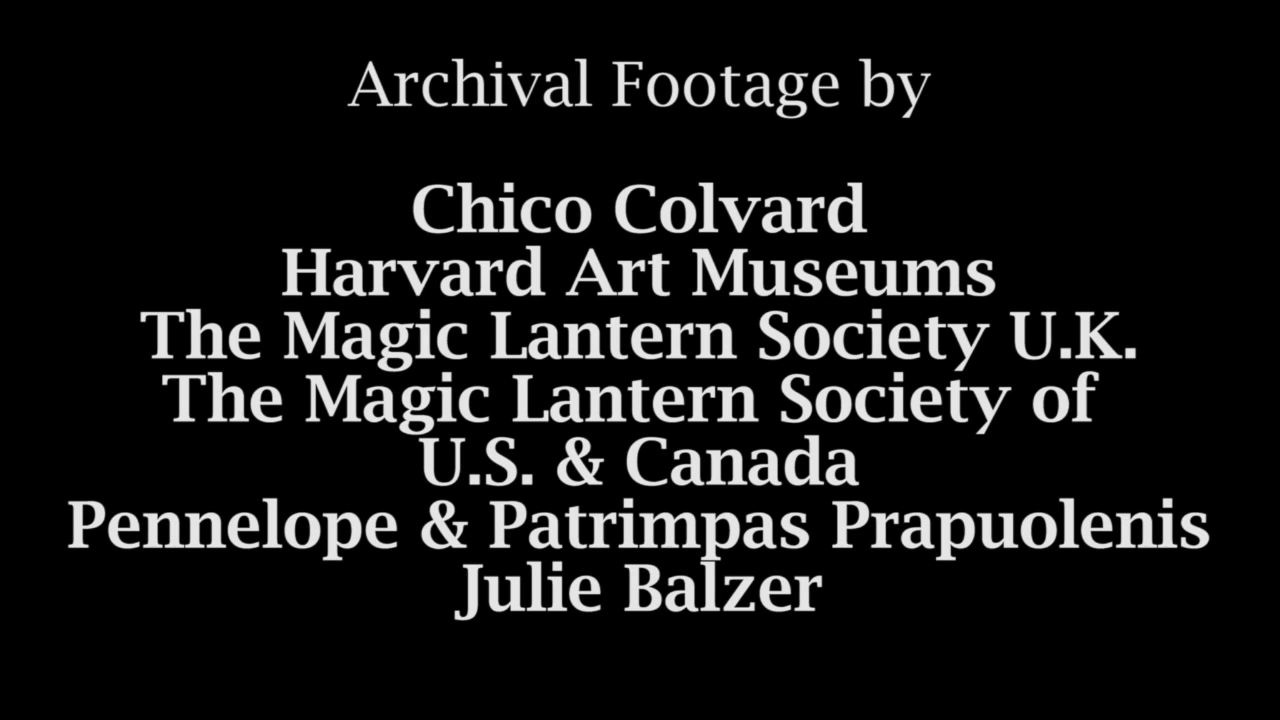 Archival Footage by
Chico Colvard
Harvard Art Museums
The Magic Lantern Society U.K.
The Magic Lantern Society of
U.S. & Canada
Pennelope & Patrimpas Prapuolenis
Julie Balzer